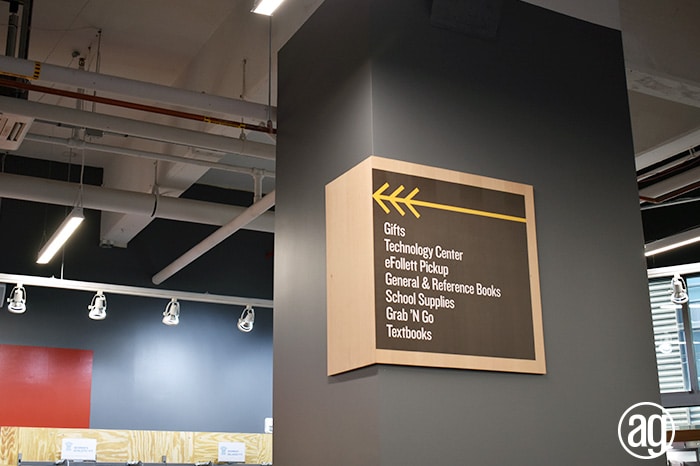 Gifts
Technology Center
eFollett Pickup
General & Reference Books
School Supplies
Grab 'N Go
Textbooks
ag